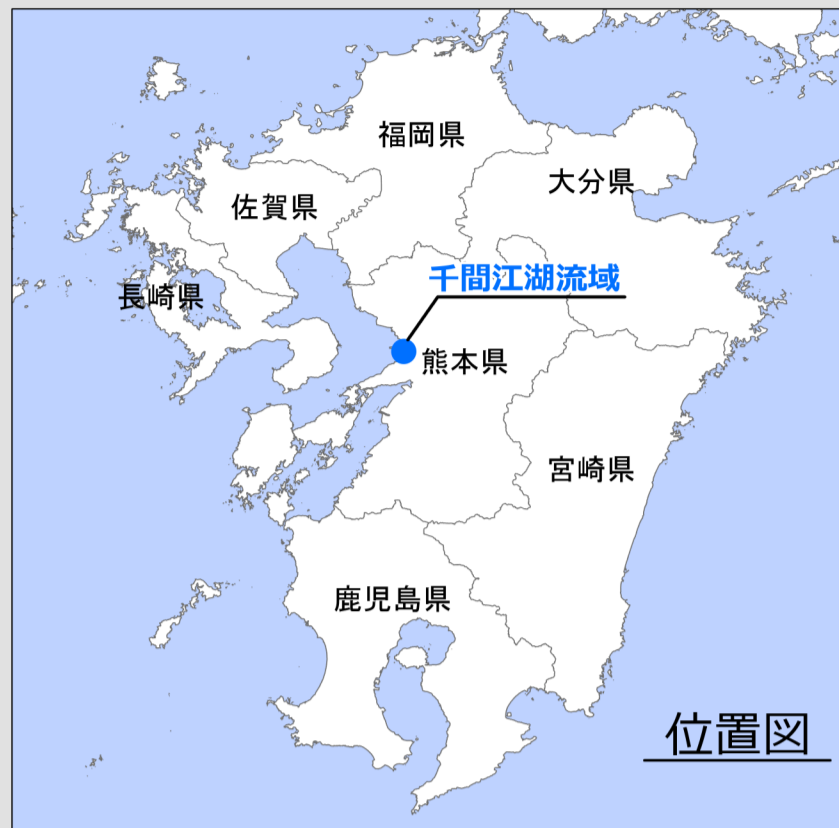 福岡県
大分県
佐賀県
千間江湖流域
長崎県
熊本県
宮崎県
鹿児島県
位置図